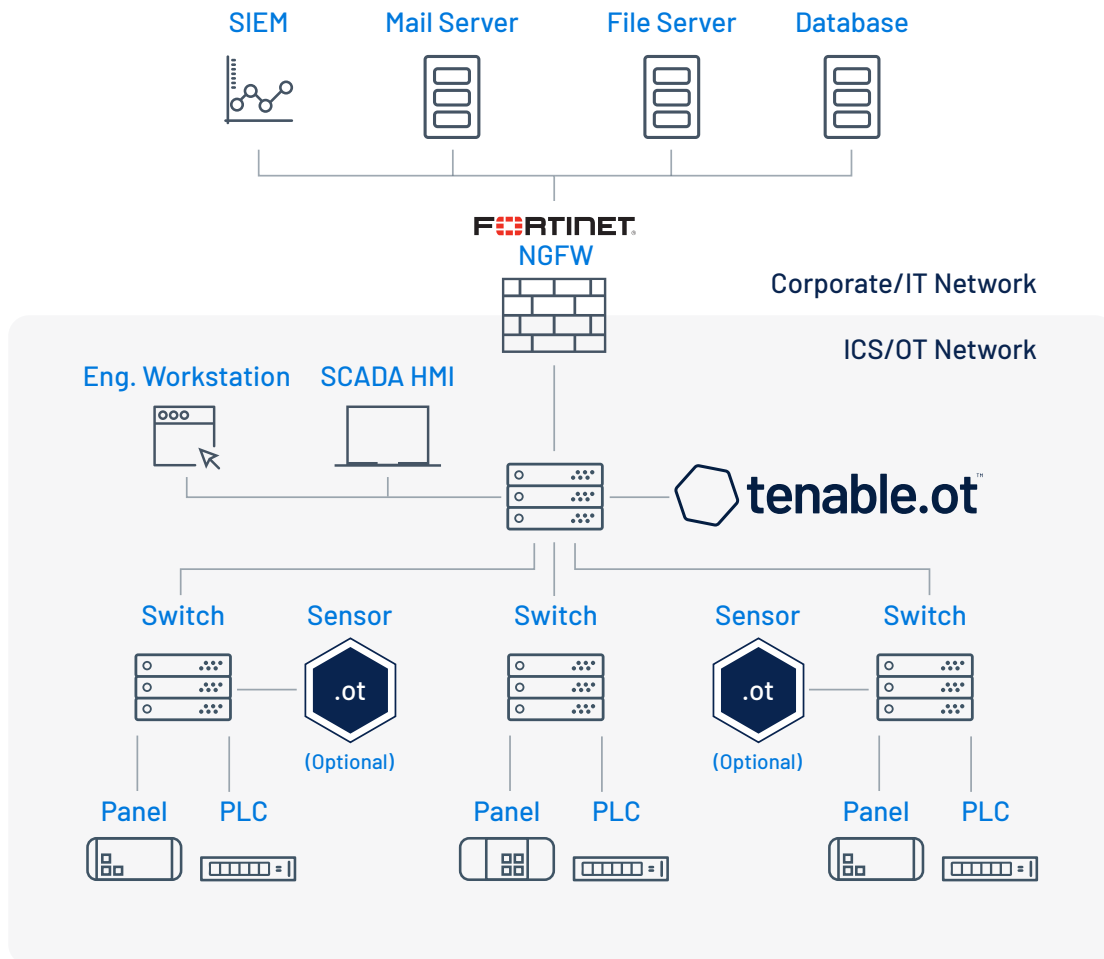 SIEM
Mail Server
File Server
Database
FORTINET®
NGFW
Corporate/IT Network
ICS/OT Network
Eng. Workstation
SCADA HMI
tenable.ot™
Switch
Sensor
Switch
Sensor
Switch
.ot
.ot
(Optional)
(Optional)
Panel
PLC
Panel
PLC
Panel
PLC